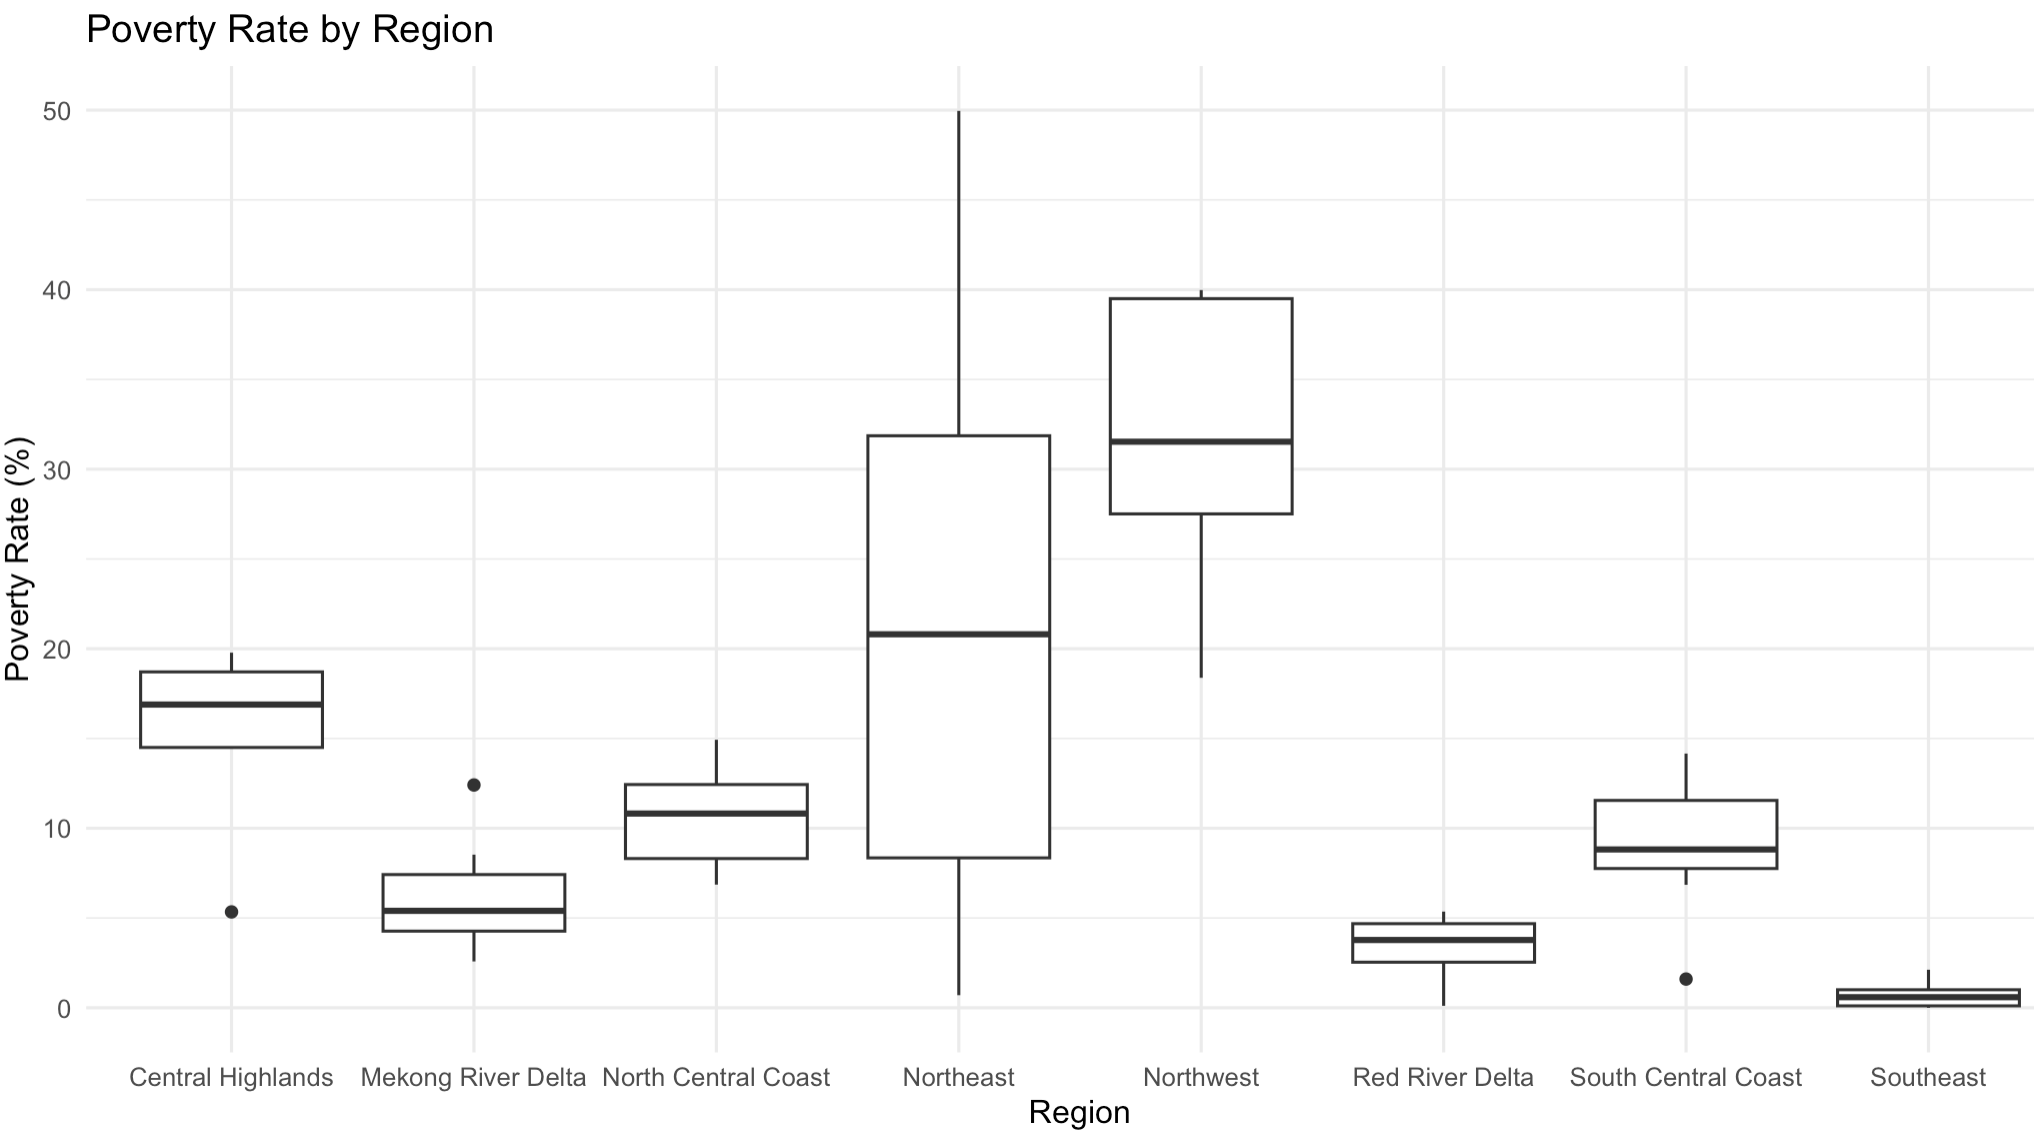 Poverty Rate by Region
Poverty Rate (%)
50
40
30
20
10
0
Central Highlands
Mekong River Delta
North Central Coast
Northeast
Northwest
Red River Delta
South Central Coast
Southeast
Region